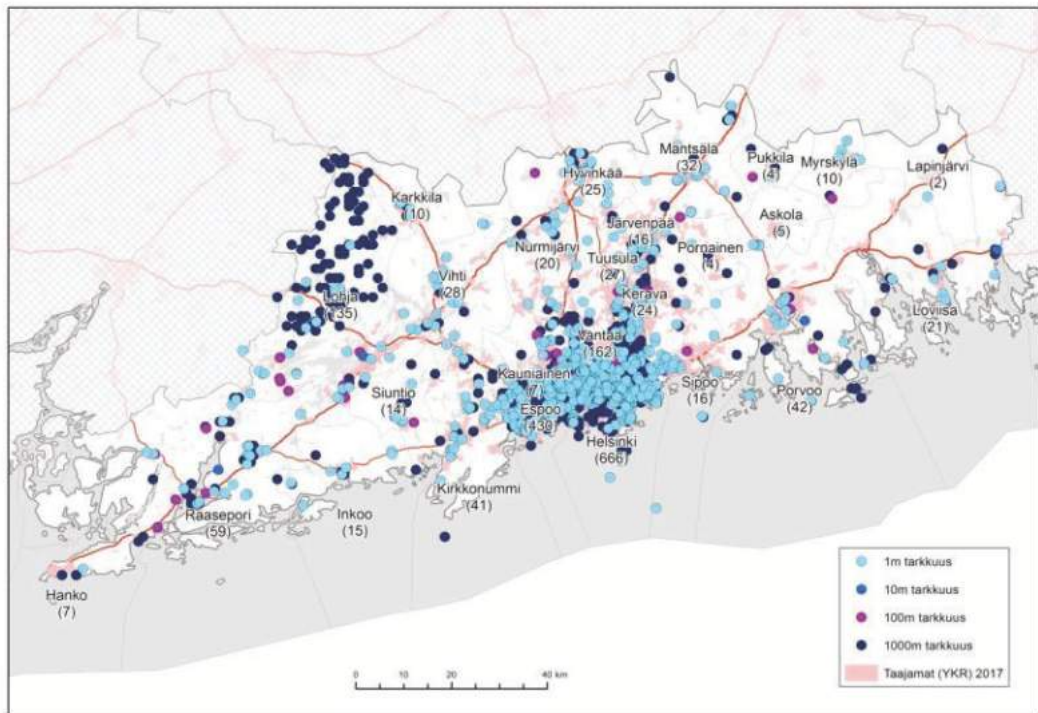 Mäntsälä
(32)
Pukkila
(4)
Myrskylä
(10)
Lapinjärvi
(2)
Hyvinkää
(25)
Karkkila
(10)
Askola
(5)
Järvenpää
(16)
Nurmijärvi
(20)
Pornainen
(4)
Tuusula
(27)
Vihti
(28)
Kerava
(24)
Lohja
(135)
Loviisa
(21)
Vantaa
(162)
Kauniainen
(7)
Sipoo
(16)
Porvoo
(42)
Siuntio
(14)
Espoo
(430)
Helsinki
(666)
Kirkkonummi
(41)
Raasepori
(59)
Inkoo
(15)
Hanko
(7)
1m tarkkuus
10m tarkkuus
100m tarkkuus
1000m tarkkuus
Taajamat (YKR) 2017
0 10 20 40 km